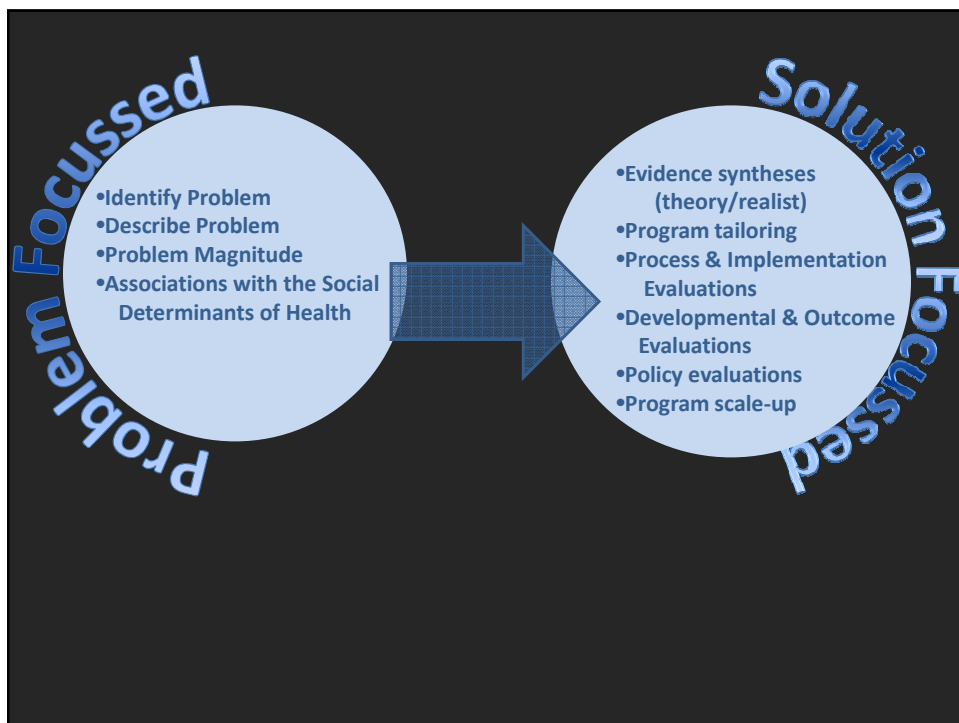 Problem Focussed
•Identify Problem
•Describe Problem
•Problem Magnitude
•Associations with the Social
Determinants of Health
Solution Focussed
•Evidence syntheses
(theory/realist)
•Program tailoring
•Process & Implementation
Evaluations
•Developmental & Outcome
Evaluations
•Policy evaluations
•Program scale-up